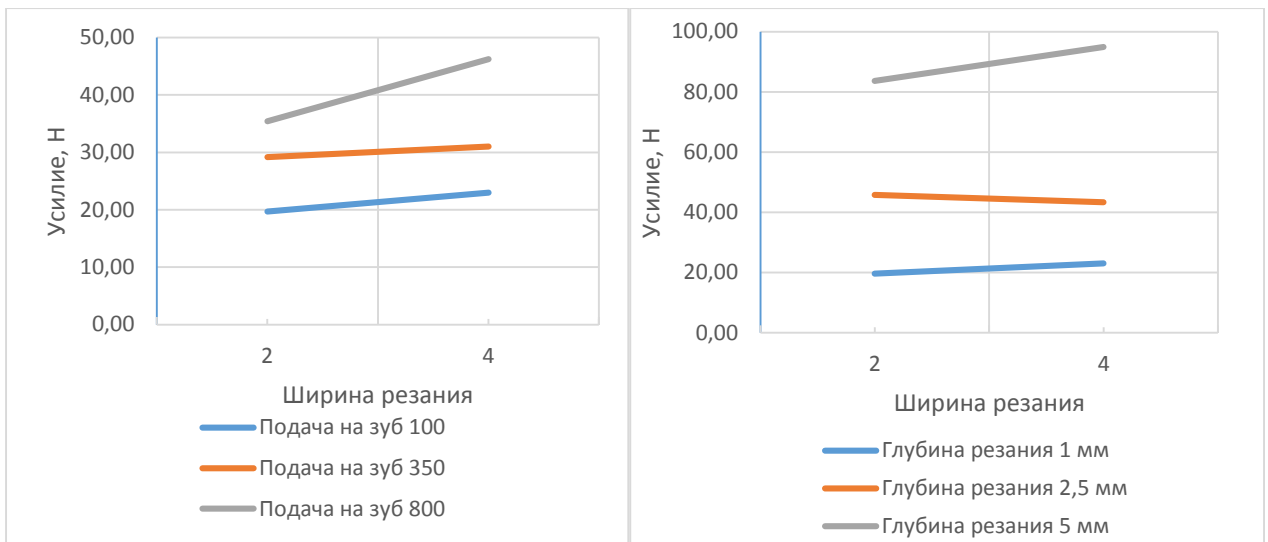 50,00
40,00
30,00
20,00
10,00
0,00
Усилие, Н
2 4
Ширина резания
Подача на зуб 100
Подача на зуб 350
Подача на зуб 800
100,00
80,00
60,00
40,00
20,00
0,00
Усилие, Н
2 4
Ширина резания
Глубина резания 1 мм
Глубина резания 2,5 мм
Глубина резания 5 мм